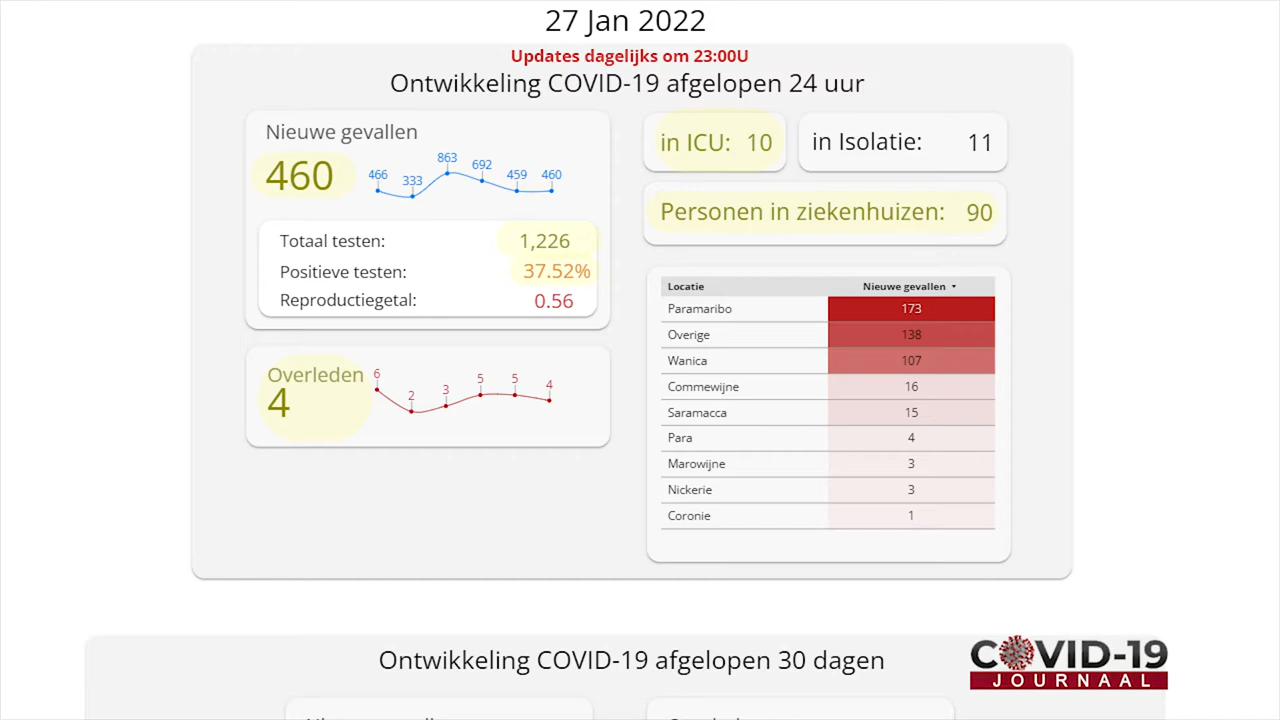 27 Jan 2022
Updates dagelijks om 23:00U
Ontwikkeling COVID-19 afgelopen 24 uur
Nieuwe gevallen
460
466 333 863 692 459 460
Totaal testen: 1,226
Positieve testen: 37.52%
Reproductiegetal: 0.56
Overleden
4
6 2 3 5 5 4
in ICU: 10
in Isolatie: 11
Personen in ziekenhuizen: 90
Locatie Nieuwe gevallen
Paramaribo 173
Overige 138
Wanica 107
Commewijne 16
Saramacca 15
Para 4
Marowijne 3
Nickerie 3
Coronie 1
Ontwikkeling COVID-19 afgelopen 30 dagen
COVID-19
JOURNAAL